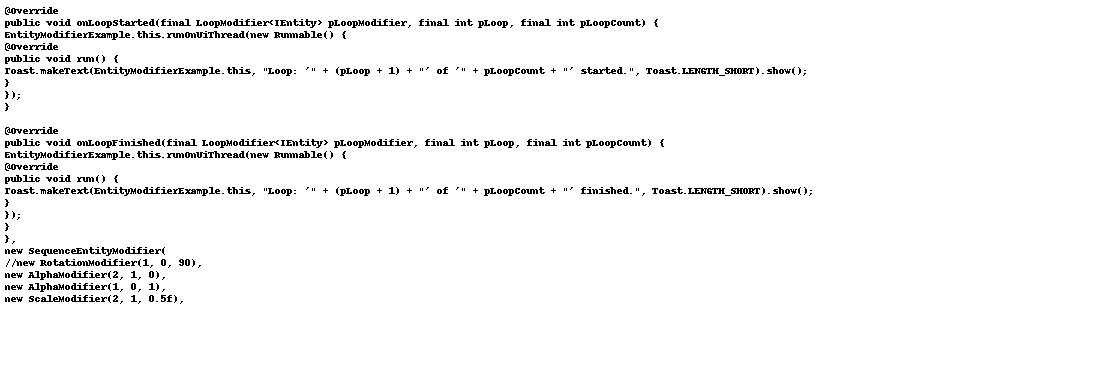 @Override
public void onLoopStarted(final LoopModifier<IEntity> pLoopModifier, final int pLoop, final int pLoopCount) {
EntityModifierExample.this.runOnUiThread(new Runnable() {
@Override
public void run() {
Toast.makeText(EntityModifierExample.this, "Loop: '" + (pLoop + 1) + "' of '" + pLoopCount + "' started.", Toast.LENGTH_SHORT).show();
}
});
}
@Override
public void onLoopFinished(final LoopModifier<IEntity> pLoopModifier, final int pLoop, final int pLoopCount) {
EntityModifierExample.this.runOnUiThread(new Runnable() {
@Override
public void run() {
Toast.makeText(EntityModifierExample.this, "Loop: '" + (pLoop + 1) + "' of '" + pLoopCount + "' finished.", Toast.LENGTH_SHORT).show();
}
});
}
},
new SequenceEntityModifier(
//new RotationModifier(1, 0, 90),
new AlphaModifier(2, 1, 0),
new AlphaModifier(1, 0, 1),
new ScaleModifier(2, 1, 0.5f),